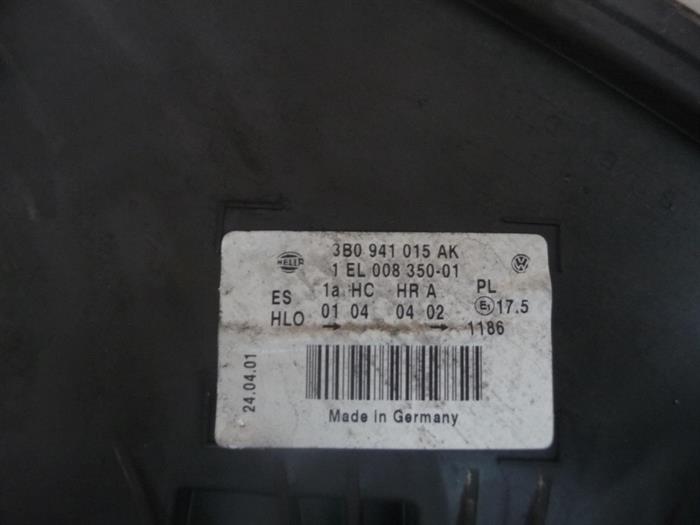 HELLA
3B0 941 015 AK
1 EL 008 350-01
ES 1a HC HR A PL
HLO 01 → 04 04 02 → E1 17.5
1186
24.04.01
Made in Germany